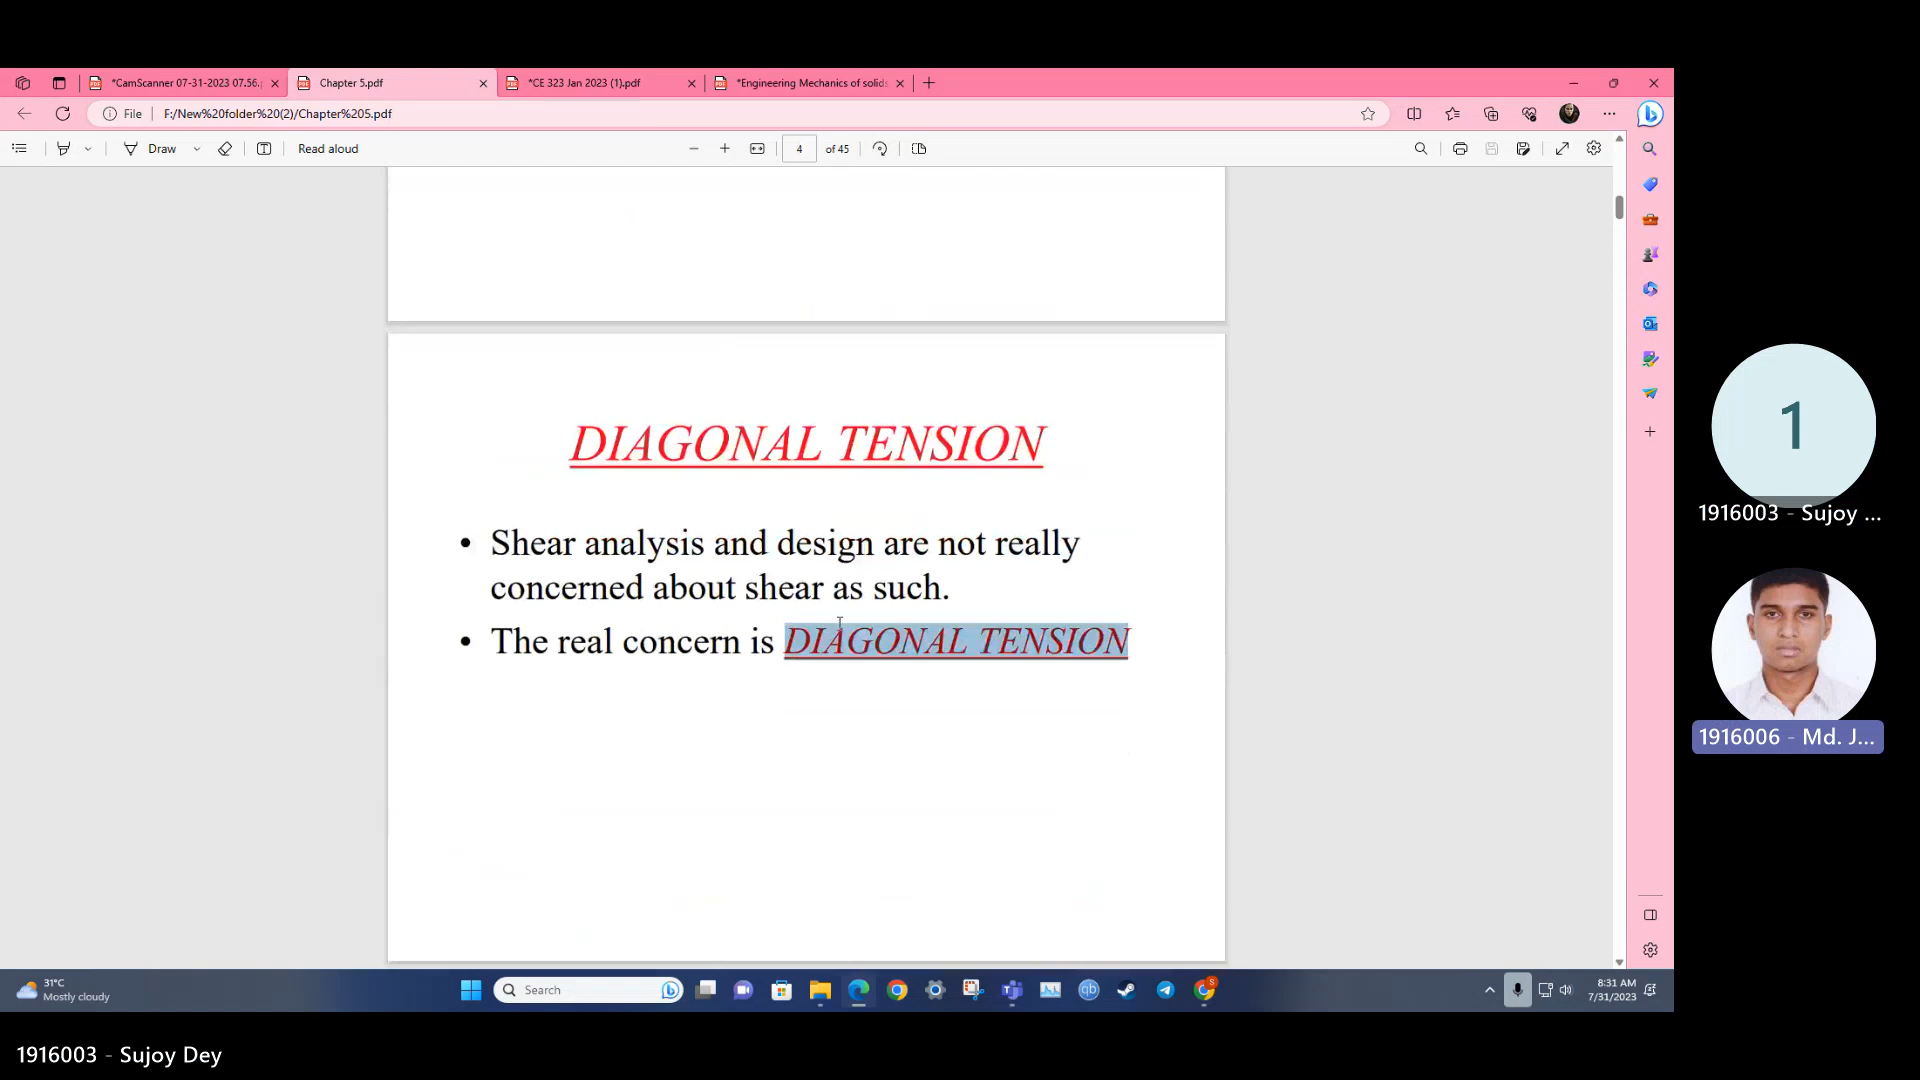 *CamScanner 07-31-2023 07.56.p
Chapter 5.pdf
*CE 323 Jan 2023 (1).pdf
*Engineering Mechanics of solids
File
F:/New%20folder%20(2)/Chapter%205.pdf
Draw
Read aloud
4
of 45
DIAGONAL TENSION
• Shear analysis and design are not really
concerned about shear as such.
• The real concern is DIAGONAL TENSION
1
1916003 - Sujoy ...
1916006 - Md. J...
31°C
Mostly cloudy
Search
8:31 AM
7/31/2023
1916003 - Sujoy Dey